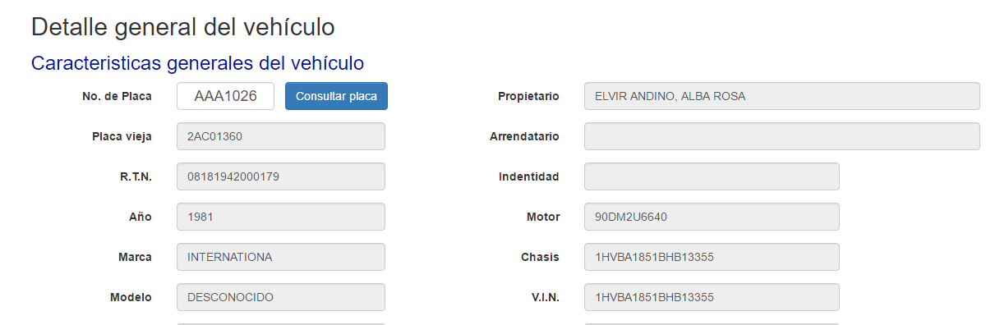 Detalle general del vehículo
Caracteristicas generales del vehículo
No. de Placa AAA1026 Consultar placa Propietario ELVIR ANDINO, ALBA ROSA
Placa vieja 2AC01360 Arrendatario
R.T.N. 08181942000179 Indentidad
Año 1981 Motor 90DM2U6640
Marca INTERNATIONA Chasis 1HVBA1851BHB13355
Modelo DESCONOCIDO V.I.N. 1HVBA1851BHB13355